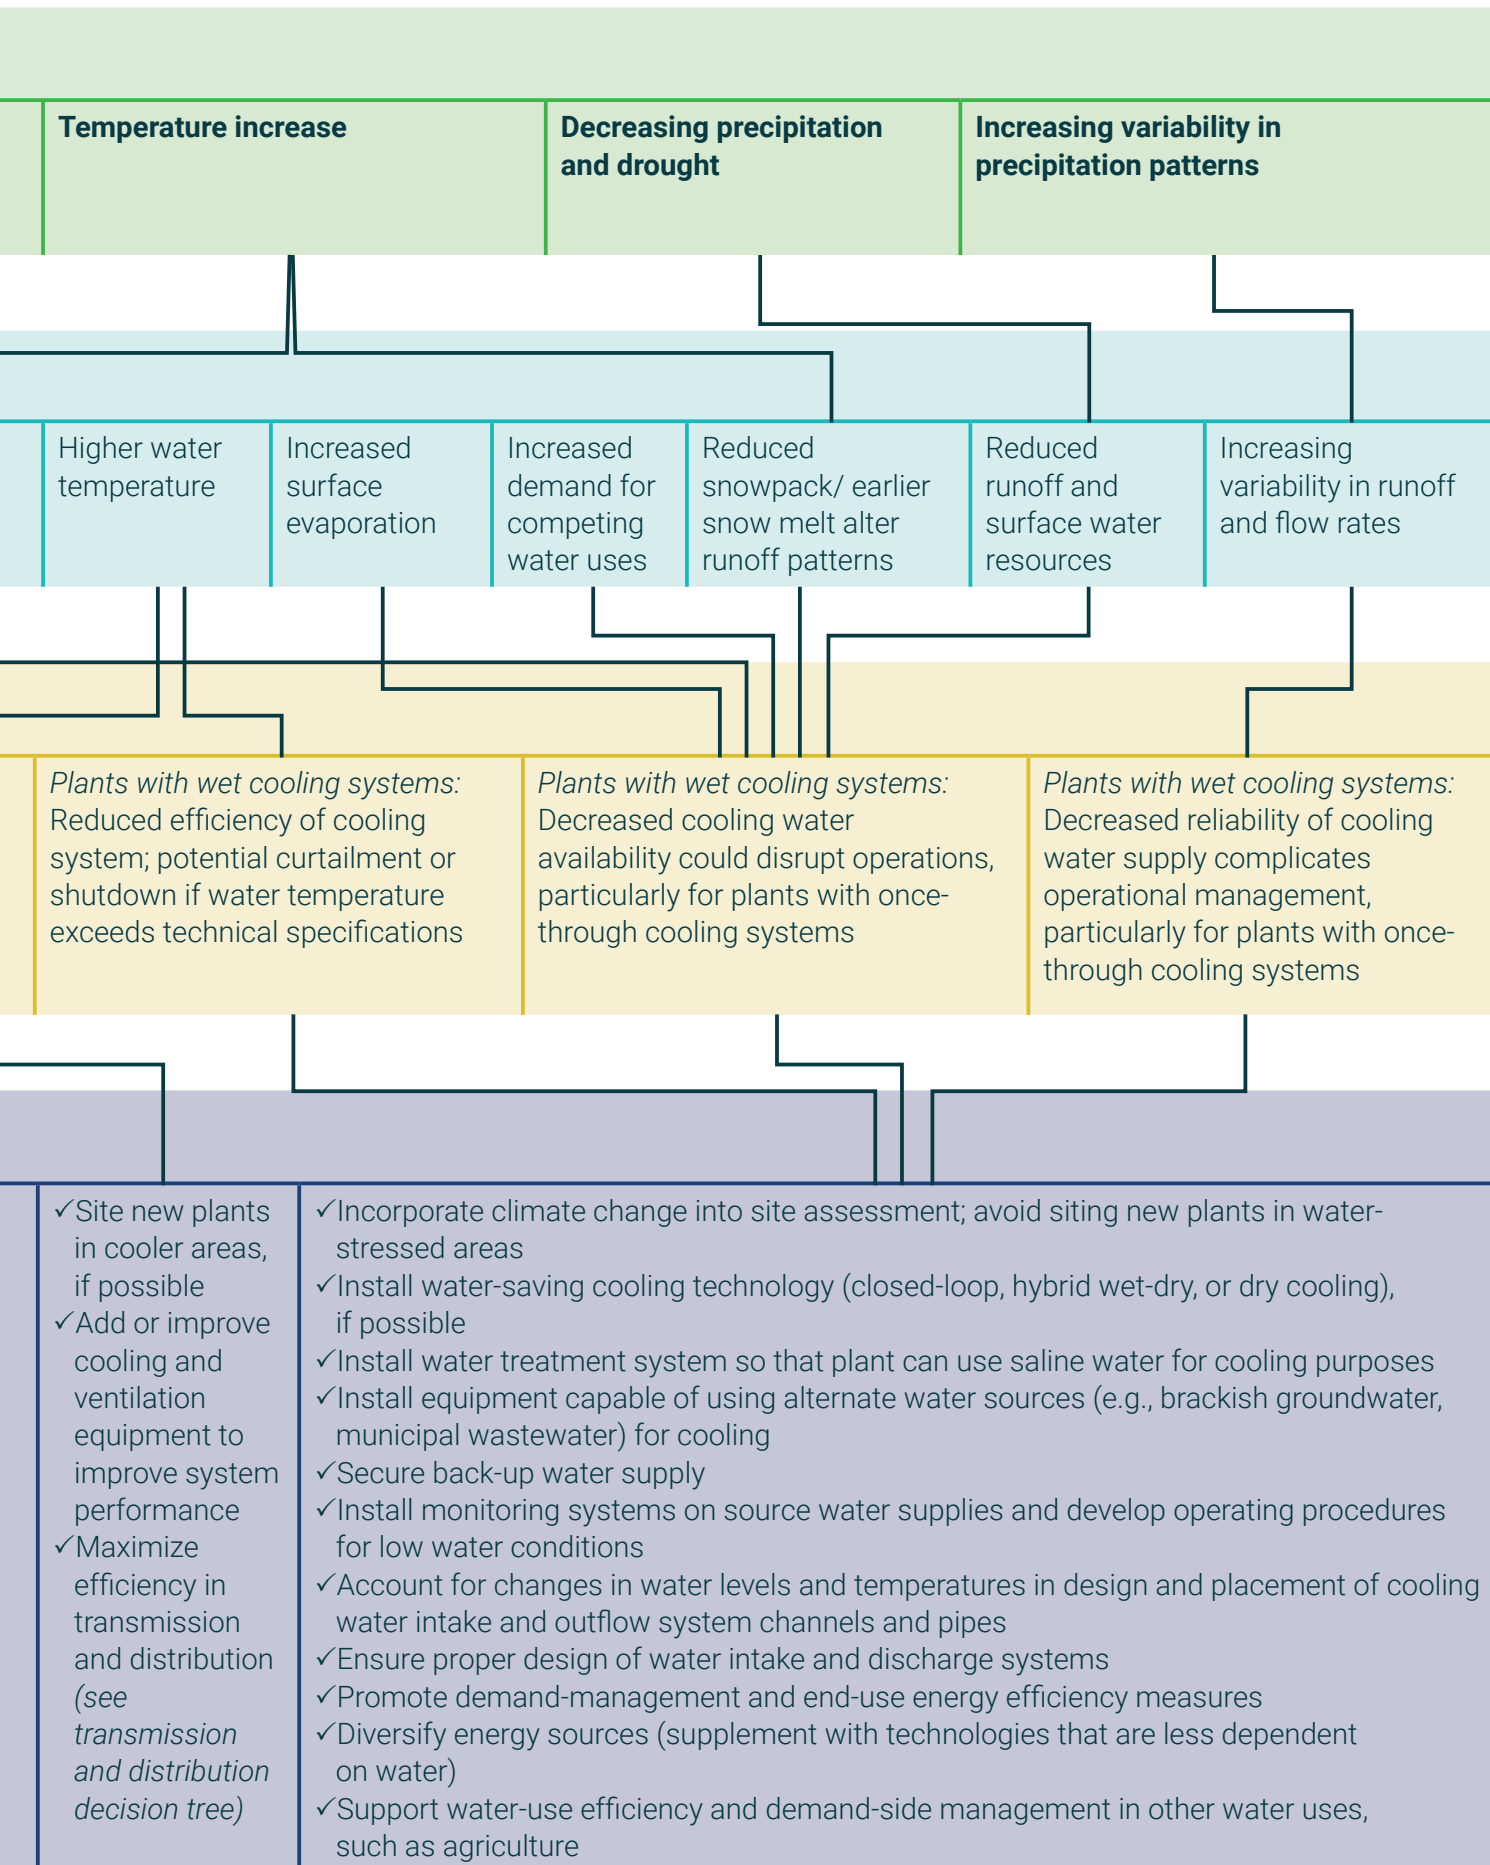 Temperature increase
Decreasing precipitation
and drought
Increasing variability in
precipitation patterns
Higher water
temperature
Increased
surface
evaporation
Increased
demand for
competing
water uses
Reduced
snowpack/ earlier
snow melt alter
runoff patterns
Reduced
runoff and
surface water
resources
Increasing
variability in runoff
and flow rates
Plants with wet cooling systems:
Reduced efficiency of cooling
system; potential curtailment or
shutdown if water temperature
exceeds technical specifications
Plants with wet cooling systems:
Decreased cooling water
availability could disrupt operations,
particularly for plants with once-
through cooling systems
Plants with wet cooling systems:
Decreased reliability of cooling
water supply complicates
operational management,
particularly for plants with once-
through cooling systems
✓Site new plants
in cooler areas,
if possible
✓Add or improve
cooling and
ventilation
equipment to
improve system
performance
✓Maximize
efficiency in
transmission
and distribution
(see
transmission
and distribution
decision tree)
✓Incorporate climate change into site assessment; avoid siting new plants in water-
stressed areas
✓Install water-saving cooling technology (closed-loop, hybrid wet-dry, or dry cooling),
if possible
✓Install water treatment system so that plant can use saline water for cooling purposes
✓Install equipment capable of using alternate water sources (e.g., brackish groundwater,
municipal wastewater) for cooling
✓Secure back-up water supply
✓Install monitoring systems on source water supplies and develop operating procedures
for low water conditions
✓Account for changes in water levels and temperatures in design and placement of cooling
water intake and outflow system channels and pipes
✓Ensure proper design of water intake and discharge systems
✓Promote demand-management and end-use energy efficiency measures
✓Diversify energy sources (supplement with technologies that are less dependent
on water)
✓Support water-use efficiency and demand-side management in other water uses,
such as agriculture